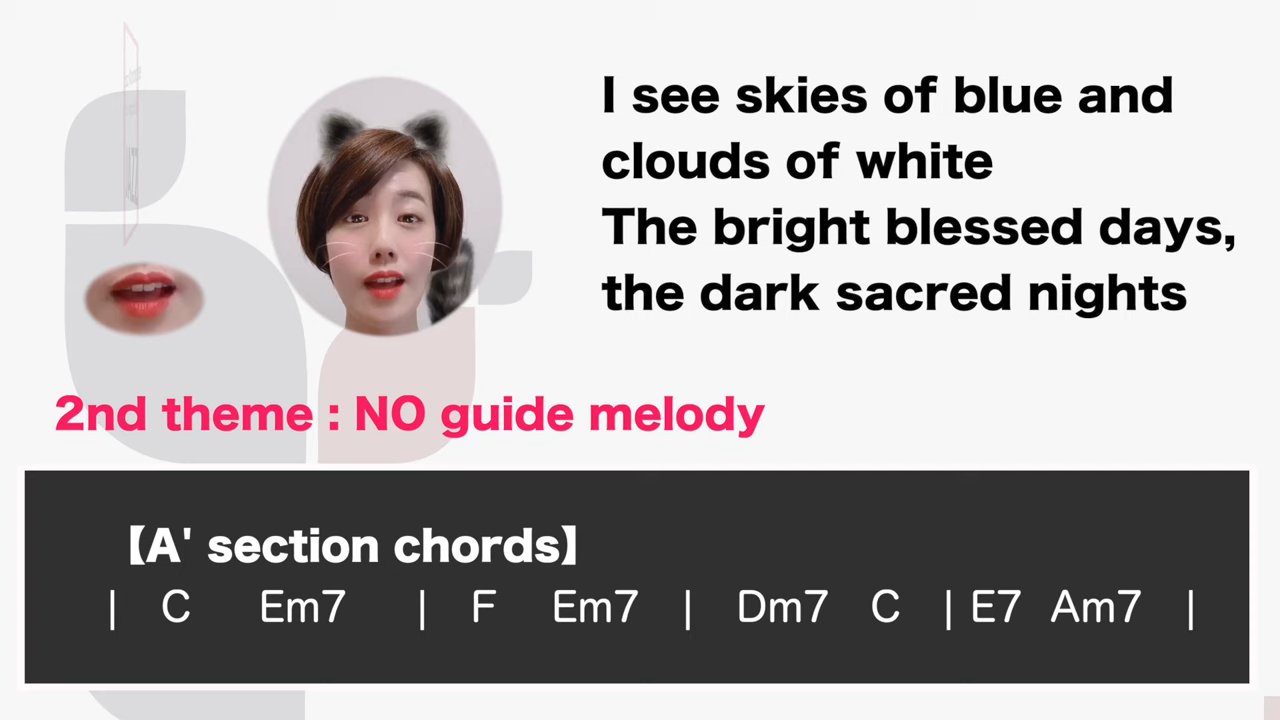 I see skies of blue and
clouds of white
The bright blessed days,
the dark sacred nights
2nd theme : NO guide melody
【A' section chords】
| C Em7 | F Em7 | Dm7 C | E7 Am7 |